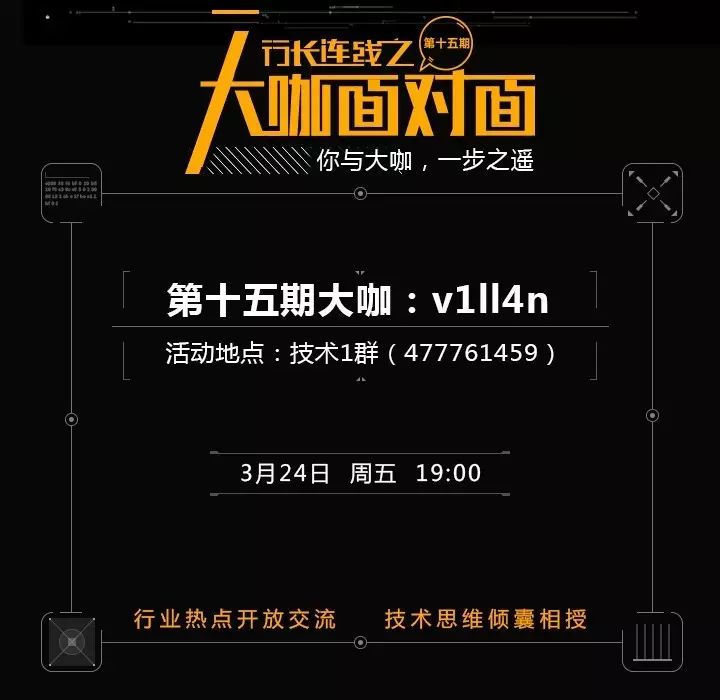 行长连线之
第十五期
大咖面对面
你与大咖，一步之遥
第十五期大咖：v1ll4n
活动地点：技术1群（477761459）
3月24日 周五 19:00
行业热点开放交流 技术思维倾囊相授